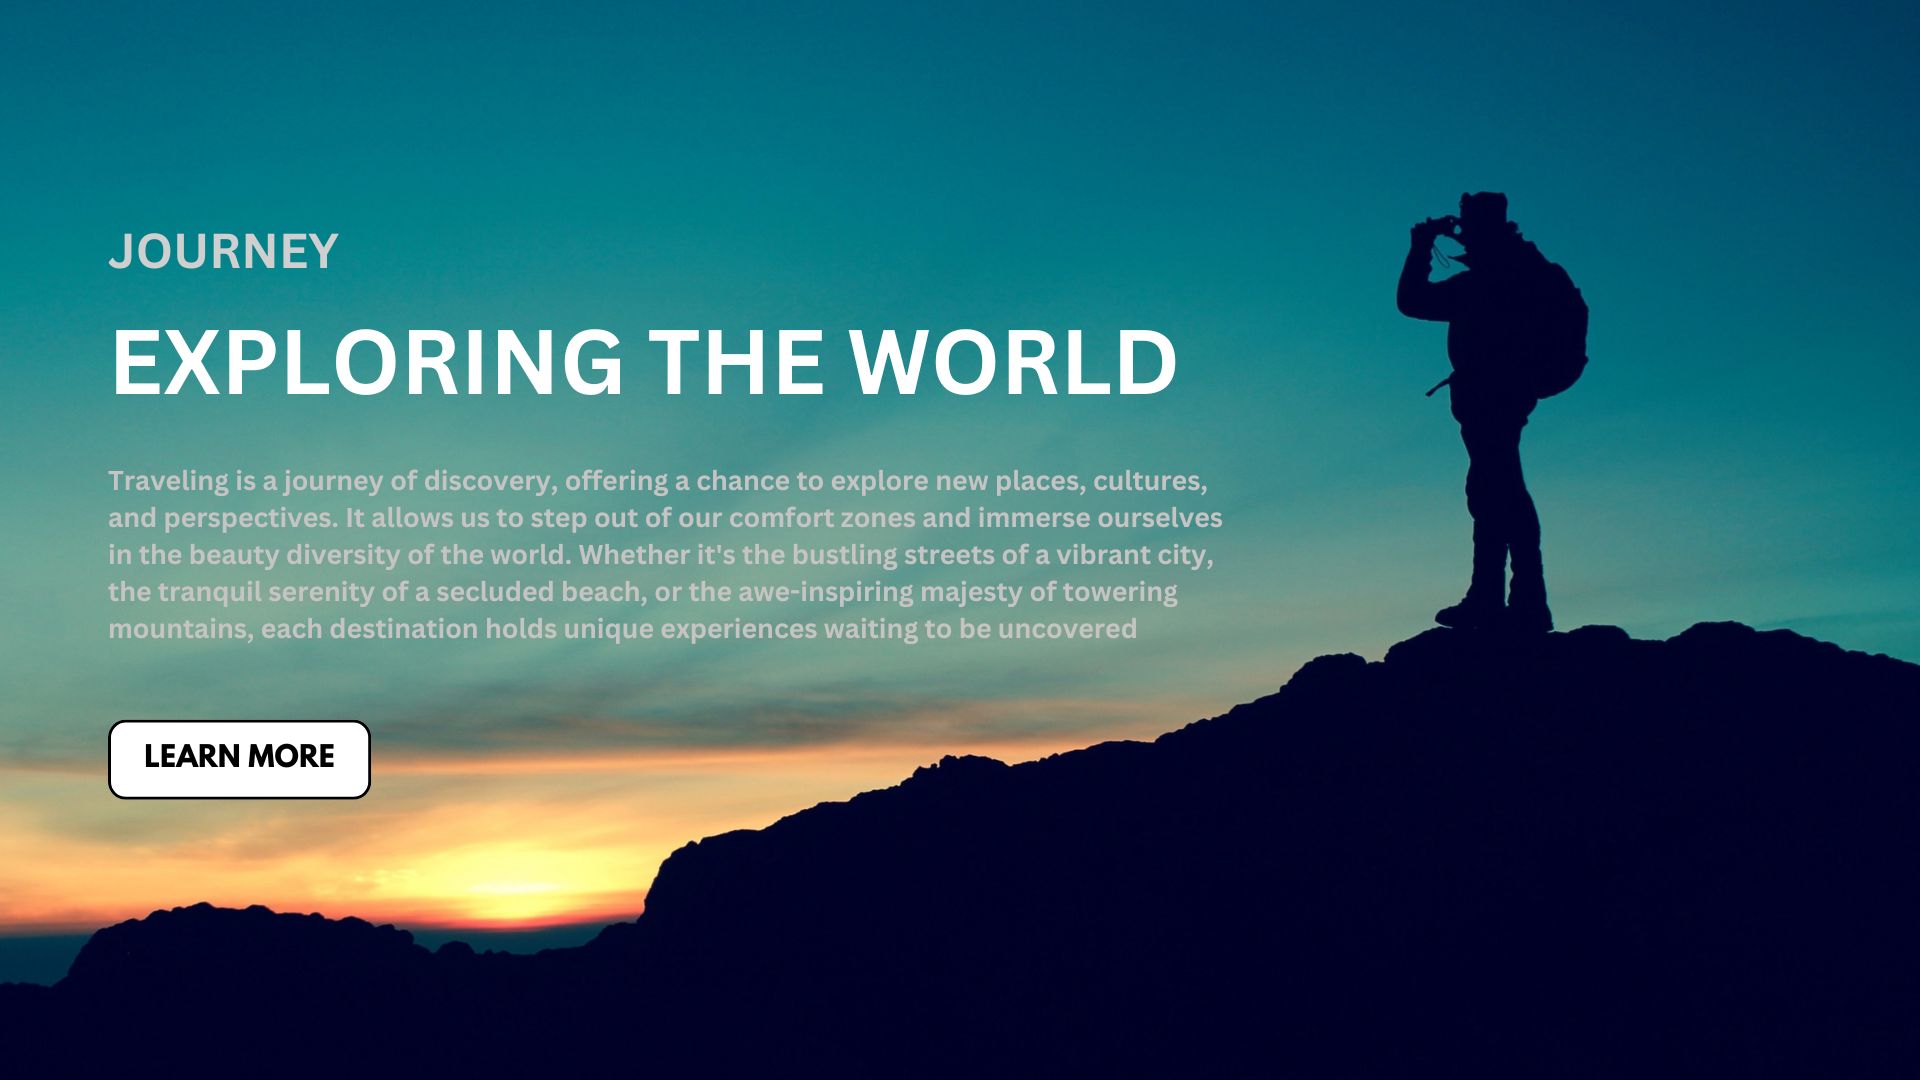 JOURNEY
EXPLORING THE WORLD
Traveling is a journey of discovery, offering a chance to explore new places, cultures,
and perspectives. It allows us to step out of our comfort zones and immerse ourselves
in the beauty diversity of the world. Whether it's the bustling streets of a vibrant city,
the tranquil serenity of a secluded beach, or the awe-inspiring majesty of towering
mountains, each destination holds unique experiences waiting to be uncovered
LEARN MORE